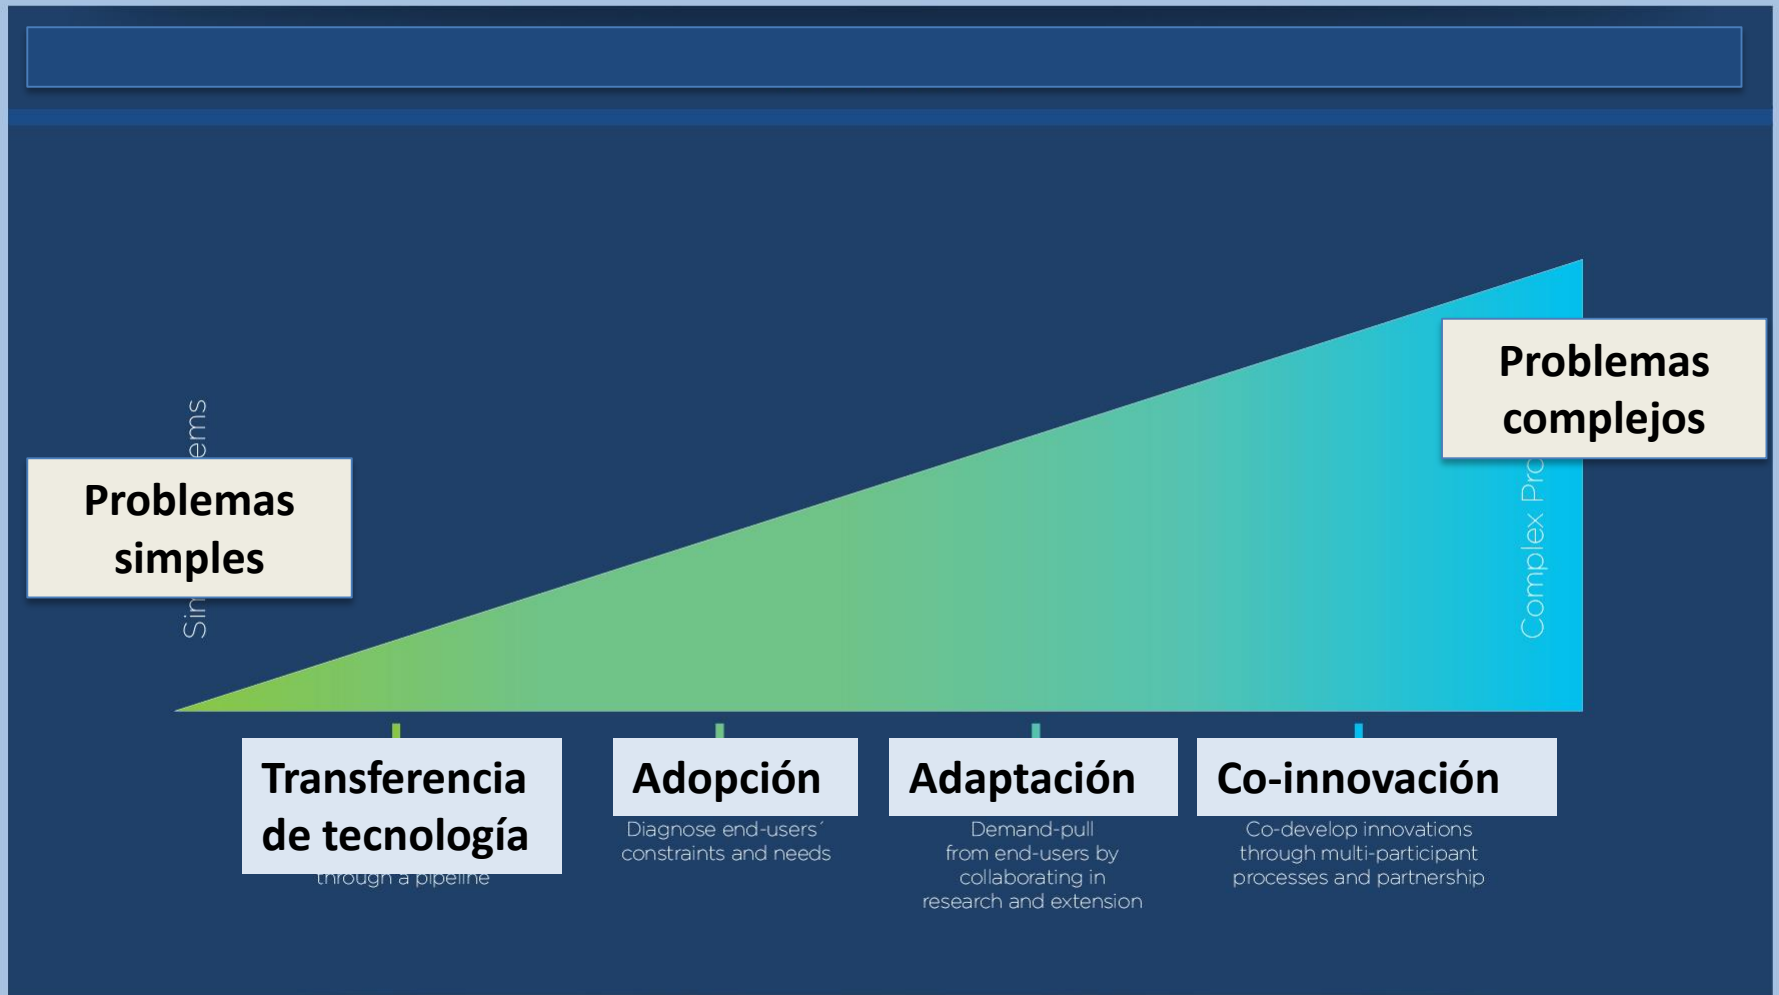 Problemas
complejos
Complex
Problemas
simples
Transferencia
de tecnología
through a pipeline
Adopción
Diagnose end-users´
constraints and needs
Adaptación
Demand-pull
from end-users by
collaborating in
research and extension
Co-innovación
Co-develop innovations
through multi-participant
processes and partnership